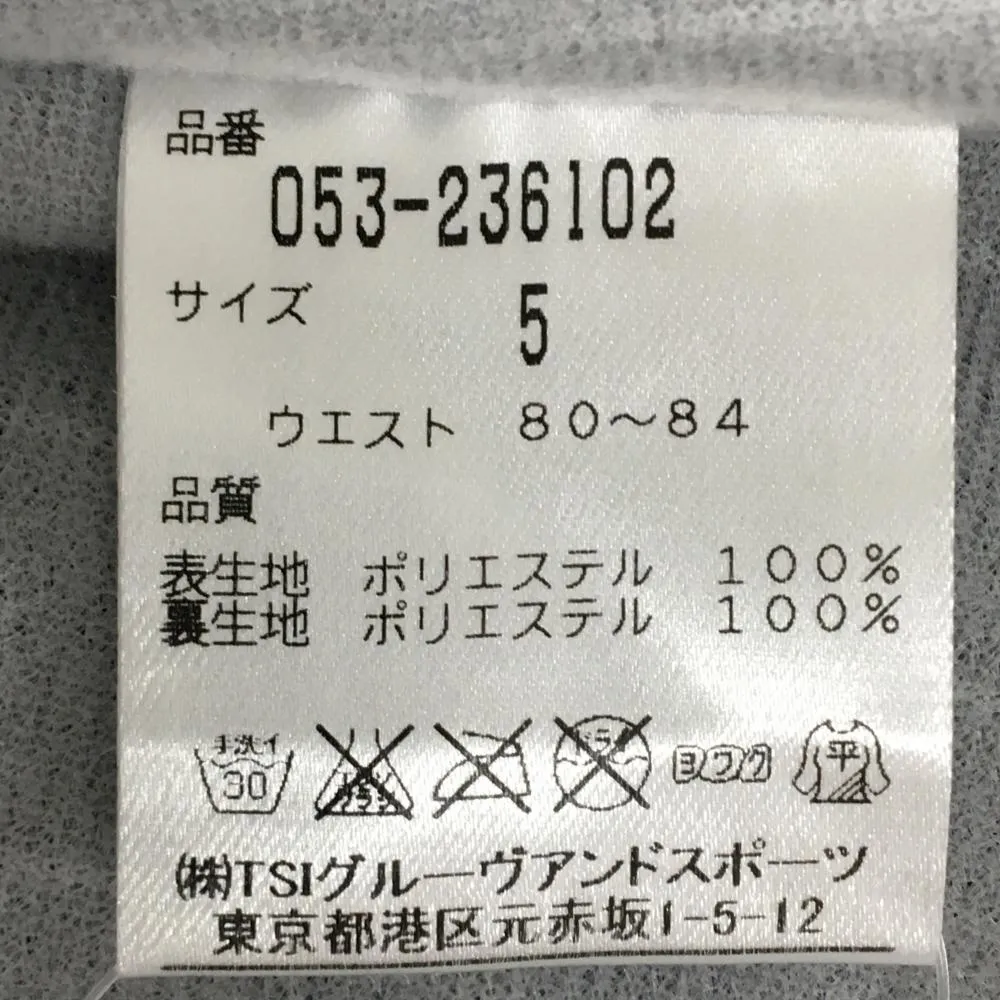 品番
053-236102
サイズ 5
ウエスト 80～84
品質
表生地 ポリエステル 100%
裏生地 ポリエステル 100%
手洗イ
30
平
㈱TSIグルーヴアンドスポーツ
東京都港区元赤坂1-5-12